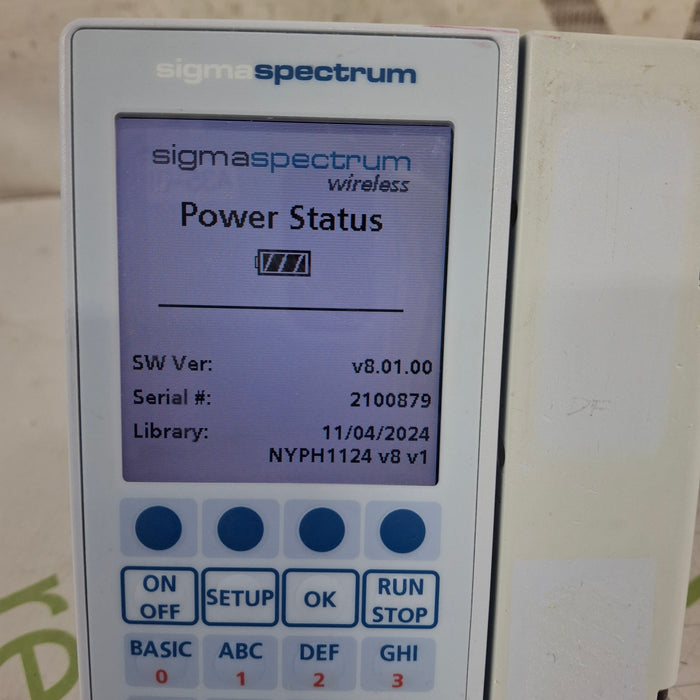 sigmaspectrum
sigmaspectrum
wireless
Power Status
SW Ver: v8.01.00
Serial #: 2100879
Library: 11/04/2024
NYPH1124 v8 v1
ON OFF SETUP OK RUN STOP
BASIC ABC DEF GHI
0 1 2 3
re